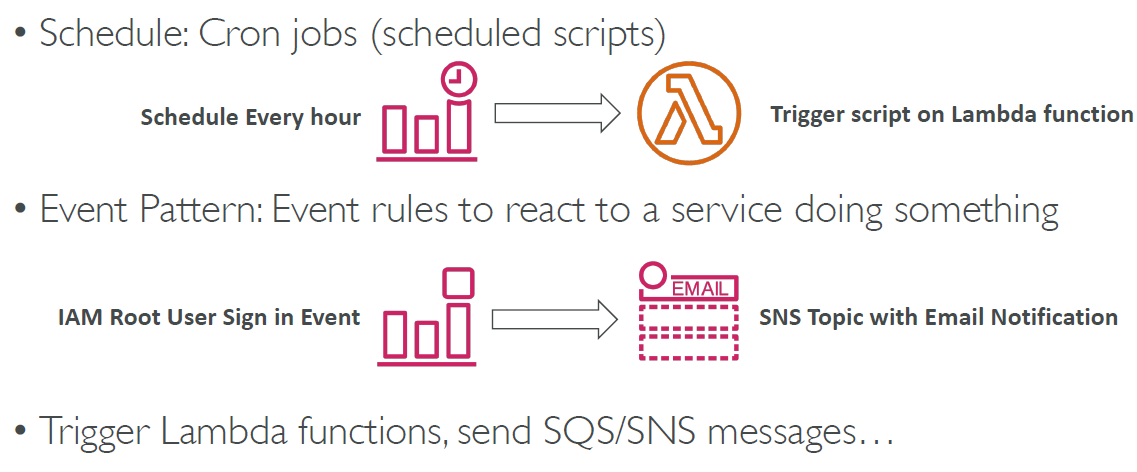 • Schedule: Cron jobs (scheduled scripts)
Schedule Every hour
Trigger script on Lambda function
• Event Pattern: Event rules to react to a service doing something
IAM Root User Sign in Event
EMAIL
SNS Topic with Email Notification
• Trigger Lambda functions, send SQS/SNS messages…